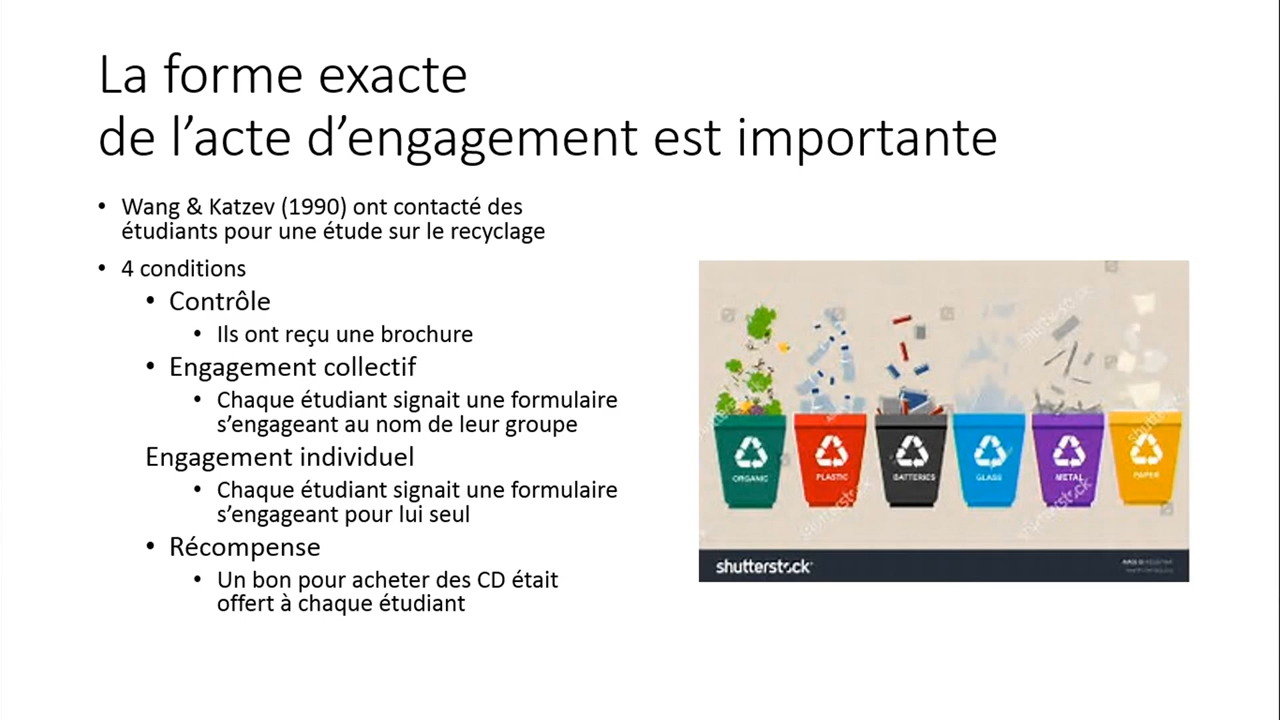 La forme exacte
de l’acte d’engagement est importante
• Wang & Katzev (1990) ont contacté des
étudiants pour une étude sur le recyclage
• 4 conditions
• Contrôle
• Ils ont reçu une brochure
• Engagement collectif
• Chaque étudiant signait une formulaire
s’engageant au nom de leur groupe
Engagement individuel
• Chaque étudiant signait une formulaire
s’engageant pour lui seul
• Récompense
• Un bon pour acheter des CD était
offert à chaque étudiant
ORGANIC
PLASTIC
BATTERIES
GLASS
METAL
PAPER
shutterstock